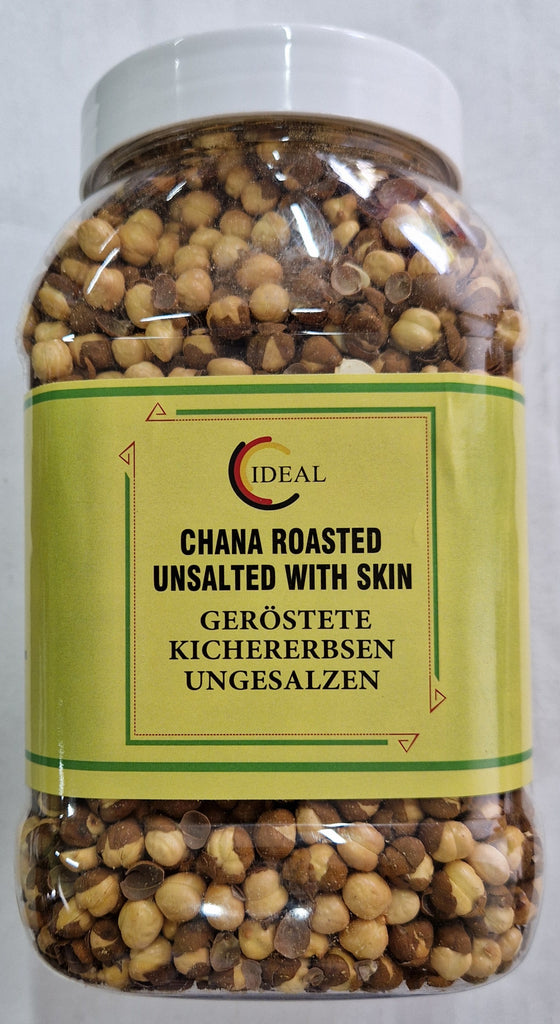 IDEAL
CHANA ROASTED
UNSALTED WITH SKIN
GERÖSTETE
KICHERERBSEN
UNGESALZEN